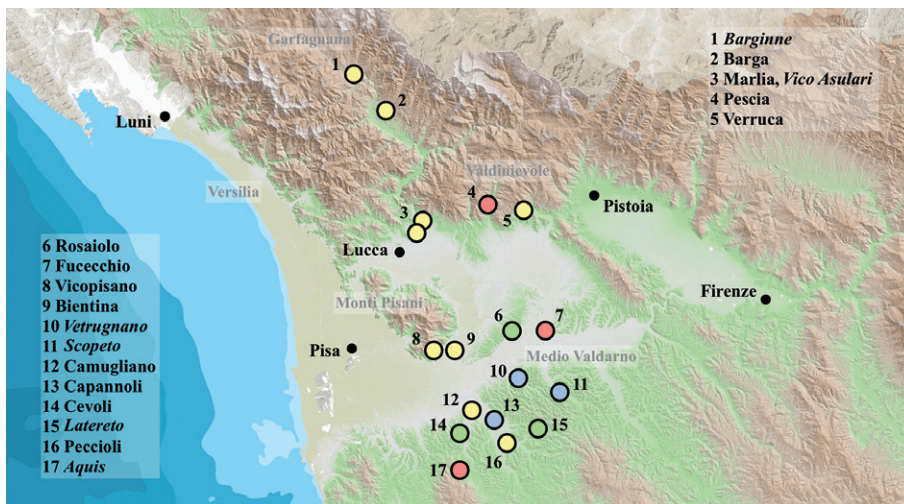 Garfagnana
1 Barginne
2 Barga
3 Marlia, Vico Asulari
4 Pescia
5 Verruca
1
2
Luni
Versilia
Valdinievole
4
5
Pistoia
3
Lucca
6 Rosaiolo
7 Fucecchio
8 Vicopisano
9 Bientina
10 Vetrugnano
11 Scopeto
12 Camugliano
13 Capannoli
14 Cevoli
15 Latereto
16 Peccioli
17 Aquis
Firenze
Monti Pisani
6
7
Pisa
8
9
Medio Valdarno
10
11
12
13
14
15
16
17